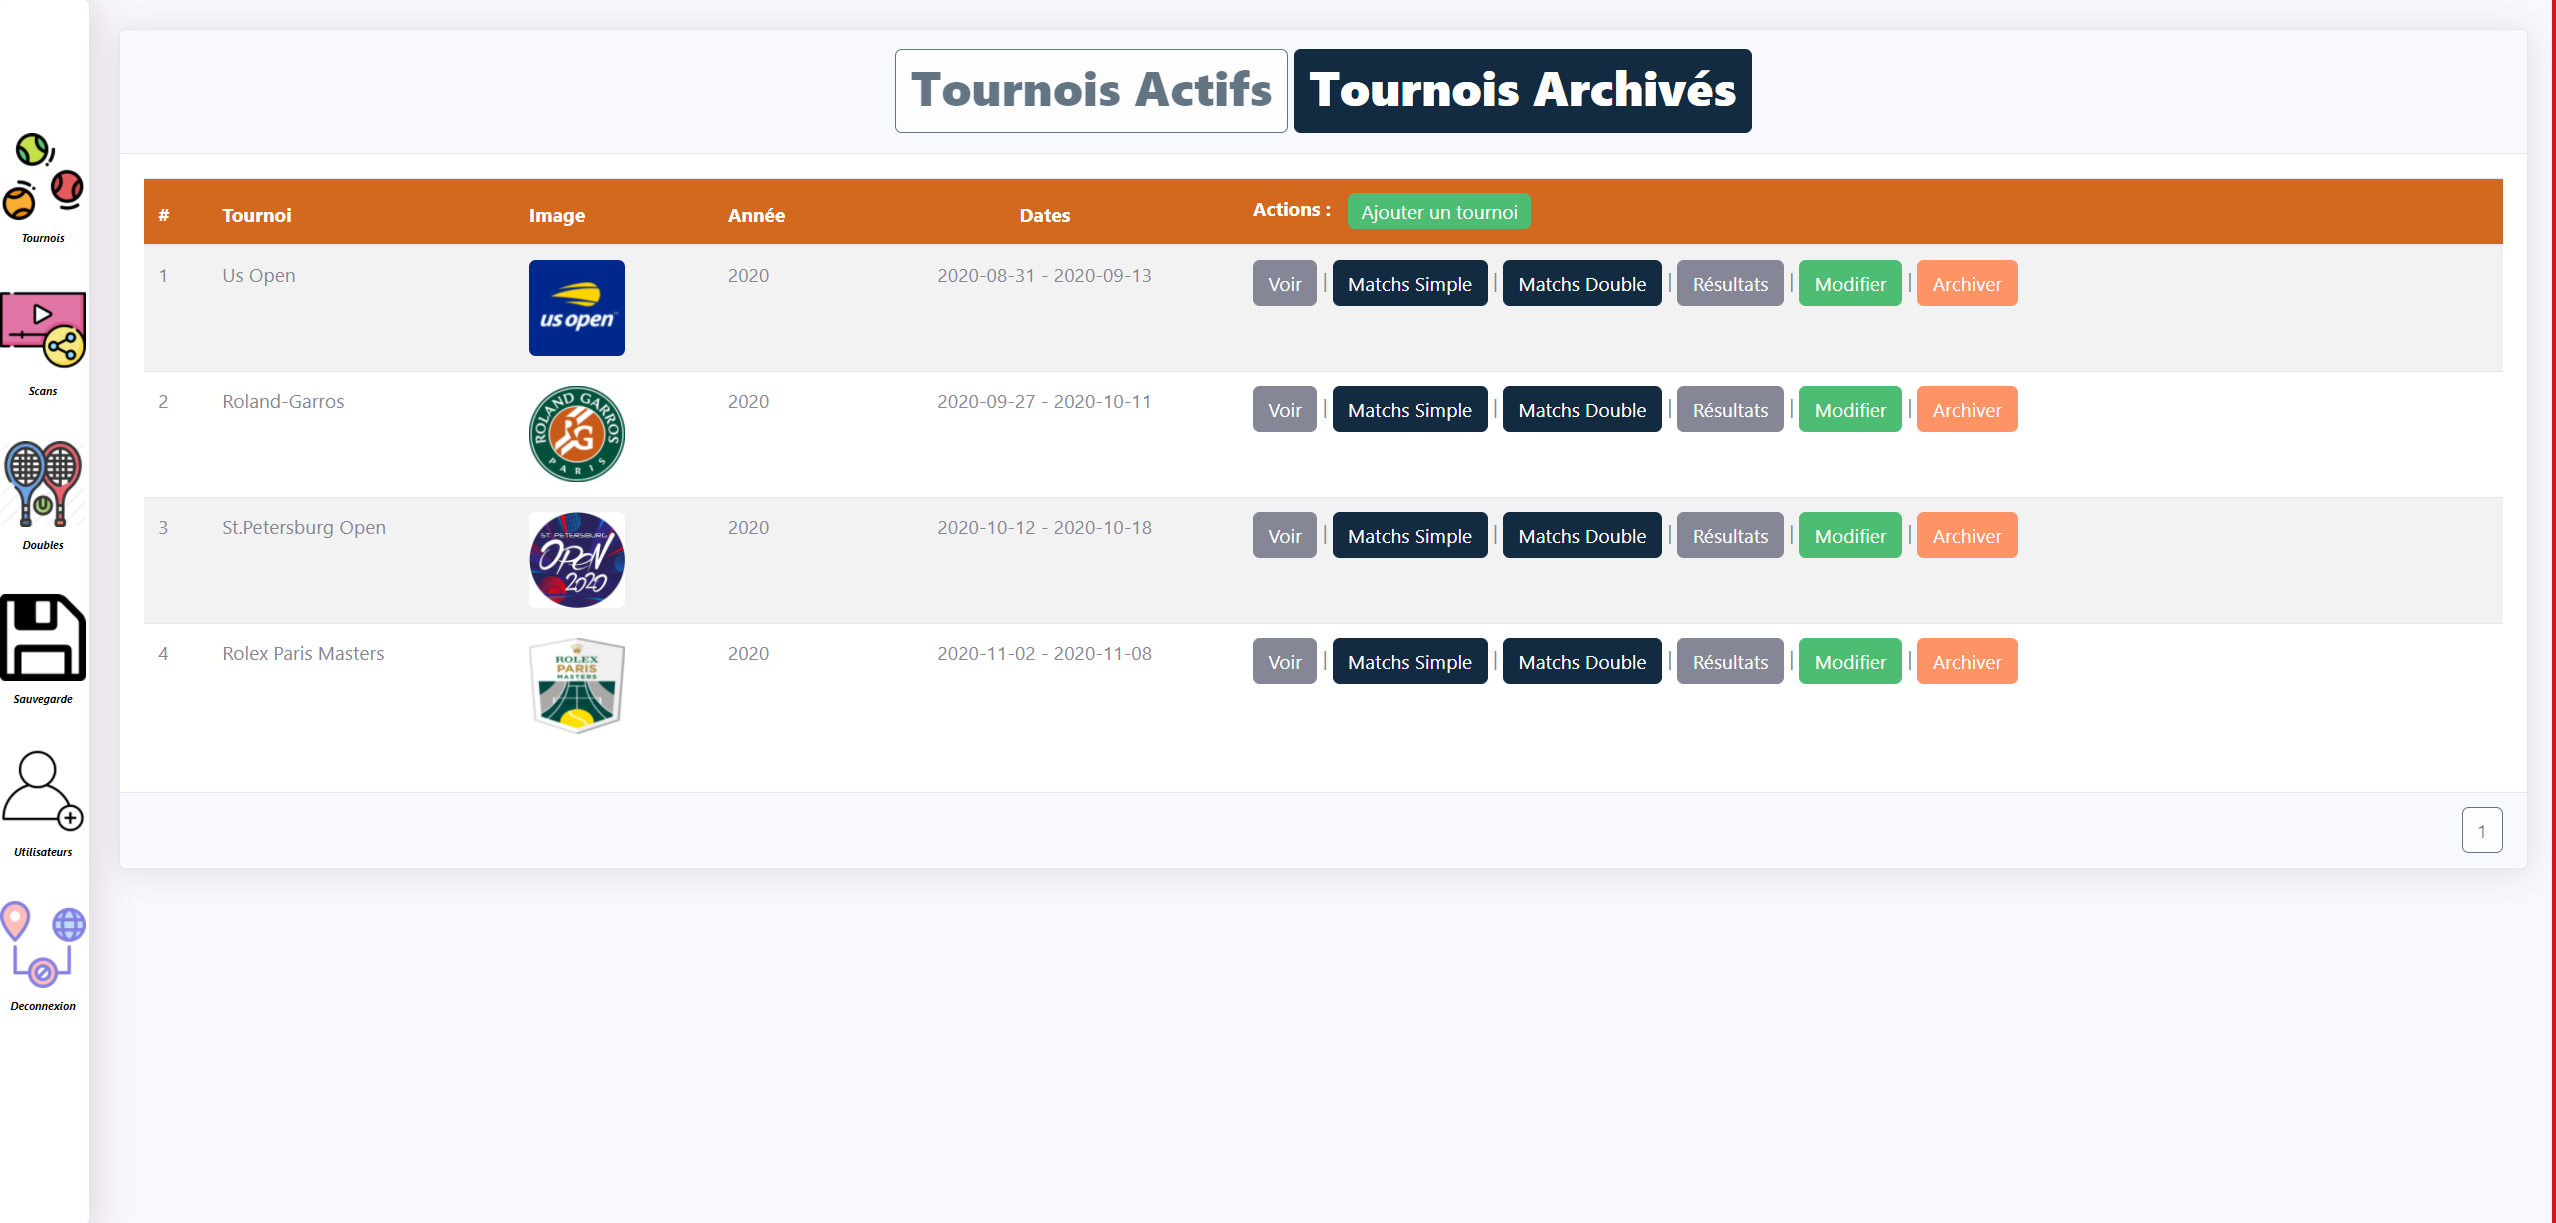 Tournois Actifs Tournois Archivés
# Tournoi Image Année Dates Actions : Ajouter un tournoi
1 Us Open us open 2020 2020-08-31 - 2020-09-13 Voir | Matchs Simple | Matchs Double | Résultats | Modifier | Archiver
2 Roland-Garros ROLAND GARROS RG PARIS 2020 2020-09-27 - 2020-10-11 Voir | Matchs Simple | Matchs Double | Résultats | Modifier | Archiver
3 St.Petersburg Open ST. PETERSBURG OPEN 2020 2020 2020-10-12 - 2020-10-18 Voir | Matchs Simple | Matchs Double | Résultats | Modifier | Archiver
4 Rolex Paris Masters ROLEX PARIS MASTERS 2020 2020-11-02 - 2020-11-08 Voir | Matchs Simple | Matchs Double | Résultats | Modifier | Archiver
1
Tournois
Scans
Doubles
Sauvegarde
Utilisateurs
Deconnexion